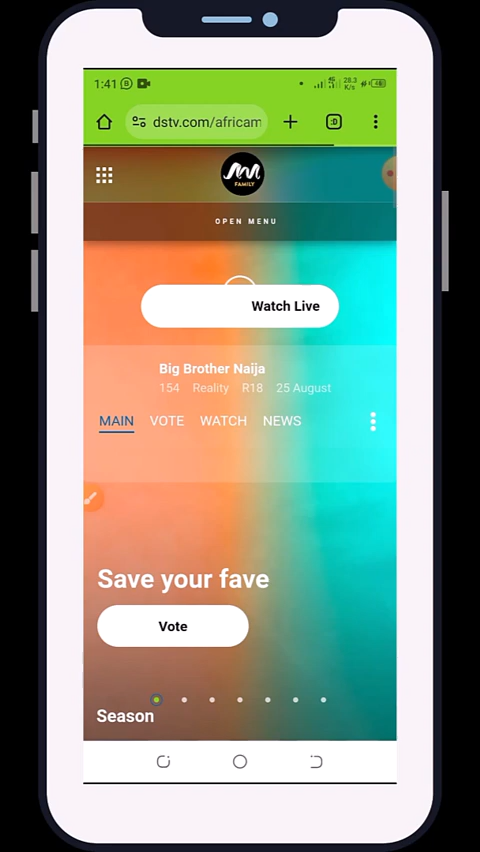 1:41
28.3
K/s
dstv.com/africam
:D
FAMILY
OPEN MENU
Watch Live
Big Brother Naija
154 Reality R18 25 August
MAIN VOTE WATCH NEWS
Save your fave
Vote
Season